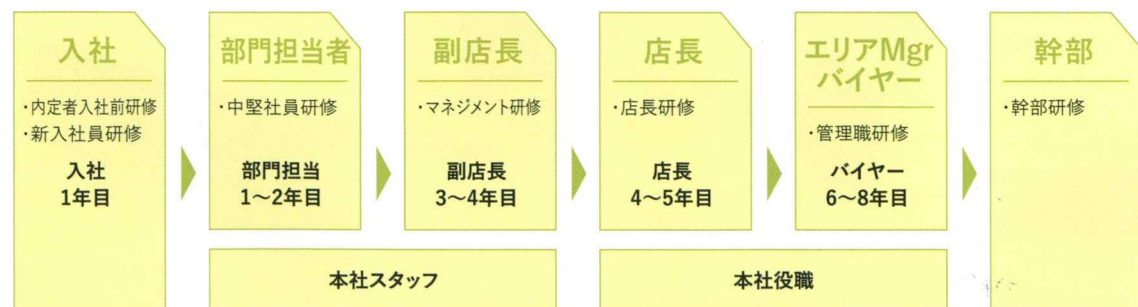 入社
・内定者入社前研修
・新入社員研修
入社
1年目
部門担当者
・中堅社員研修
部門担当
1〜2年目
副店長
・マネジメント研修
副店長
3〜4年目
店長
・店長研修
店長
4〜5年目
エリアMgr
バイヤー
・管理職研修
バイヤー
6〜8年目
幹部
・幹部研修
本社スタッフ
本社役職